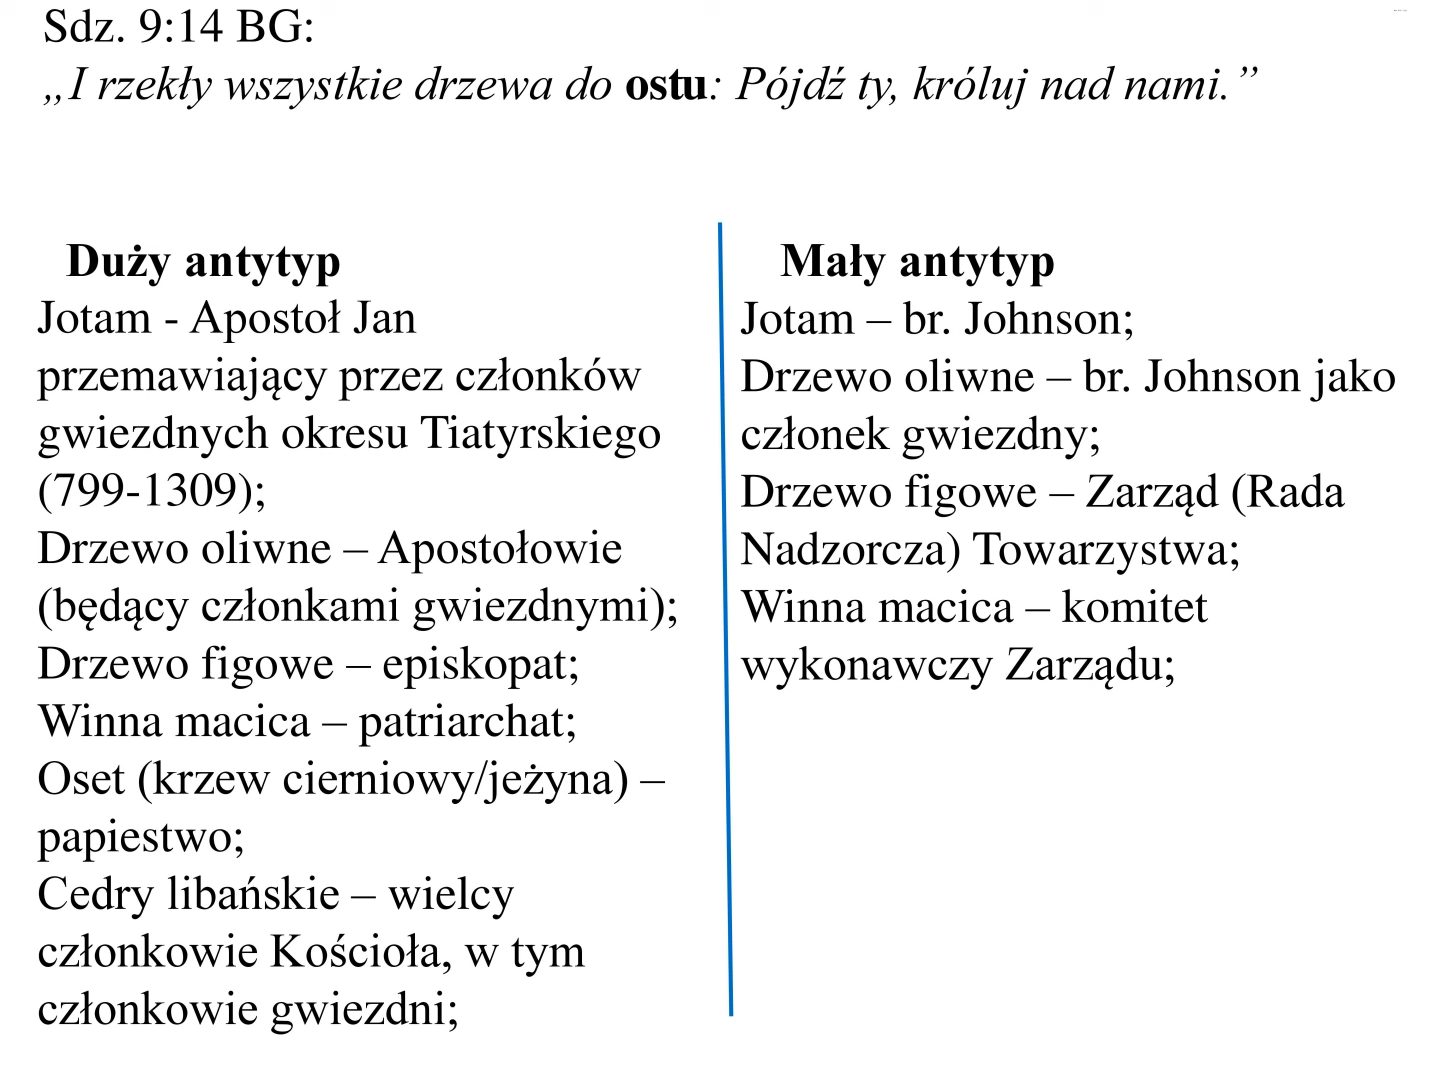 Sdz. 9:14 BG:
„I rzekły wszystkie drzewa do ostu: Pójdź ty, króluj nad nami.”
Duży antytyp
Jotam - Apostoł Jan
przemawiający przez członków
gwiezdnych okresu Tiatyrskiego
(799-1309);
Drzewo oliwne – Apostołowie
(będący członkami gwiezdnymi);
Drzewo figowe – episkopat;
Winna macica – patriarchat;
Oset (krzew cierniowy/jeżyna) –
papiestwo;
Cedry libańskie – wielcy
członkowie Kościoła, w tym
członkowie gwiezdni;
Mały antytyp
Jotam – br. Johnson;
Drzewo oliwne – br. Johnson jako
członek gwiezdny;
Drzewo figowe – Zarząd (Rada
Nadzorcza) Towarzystwa;
Winna macica – komitet
wykonawczy Zarządu;